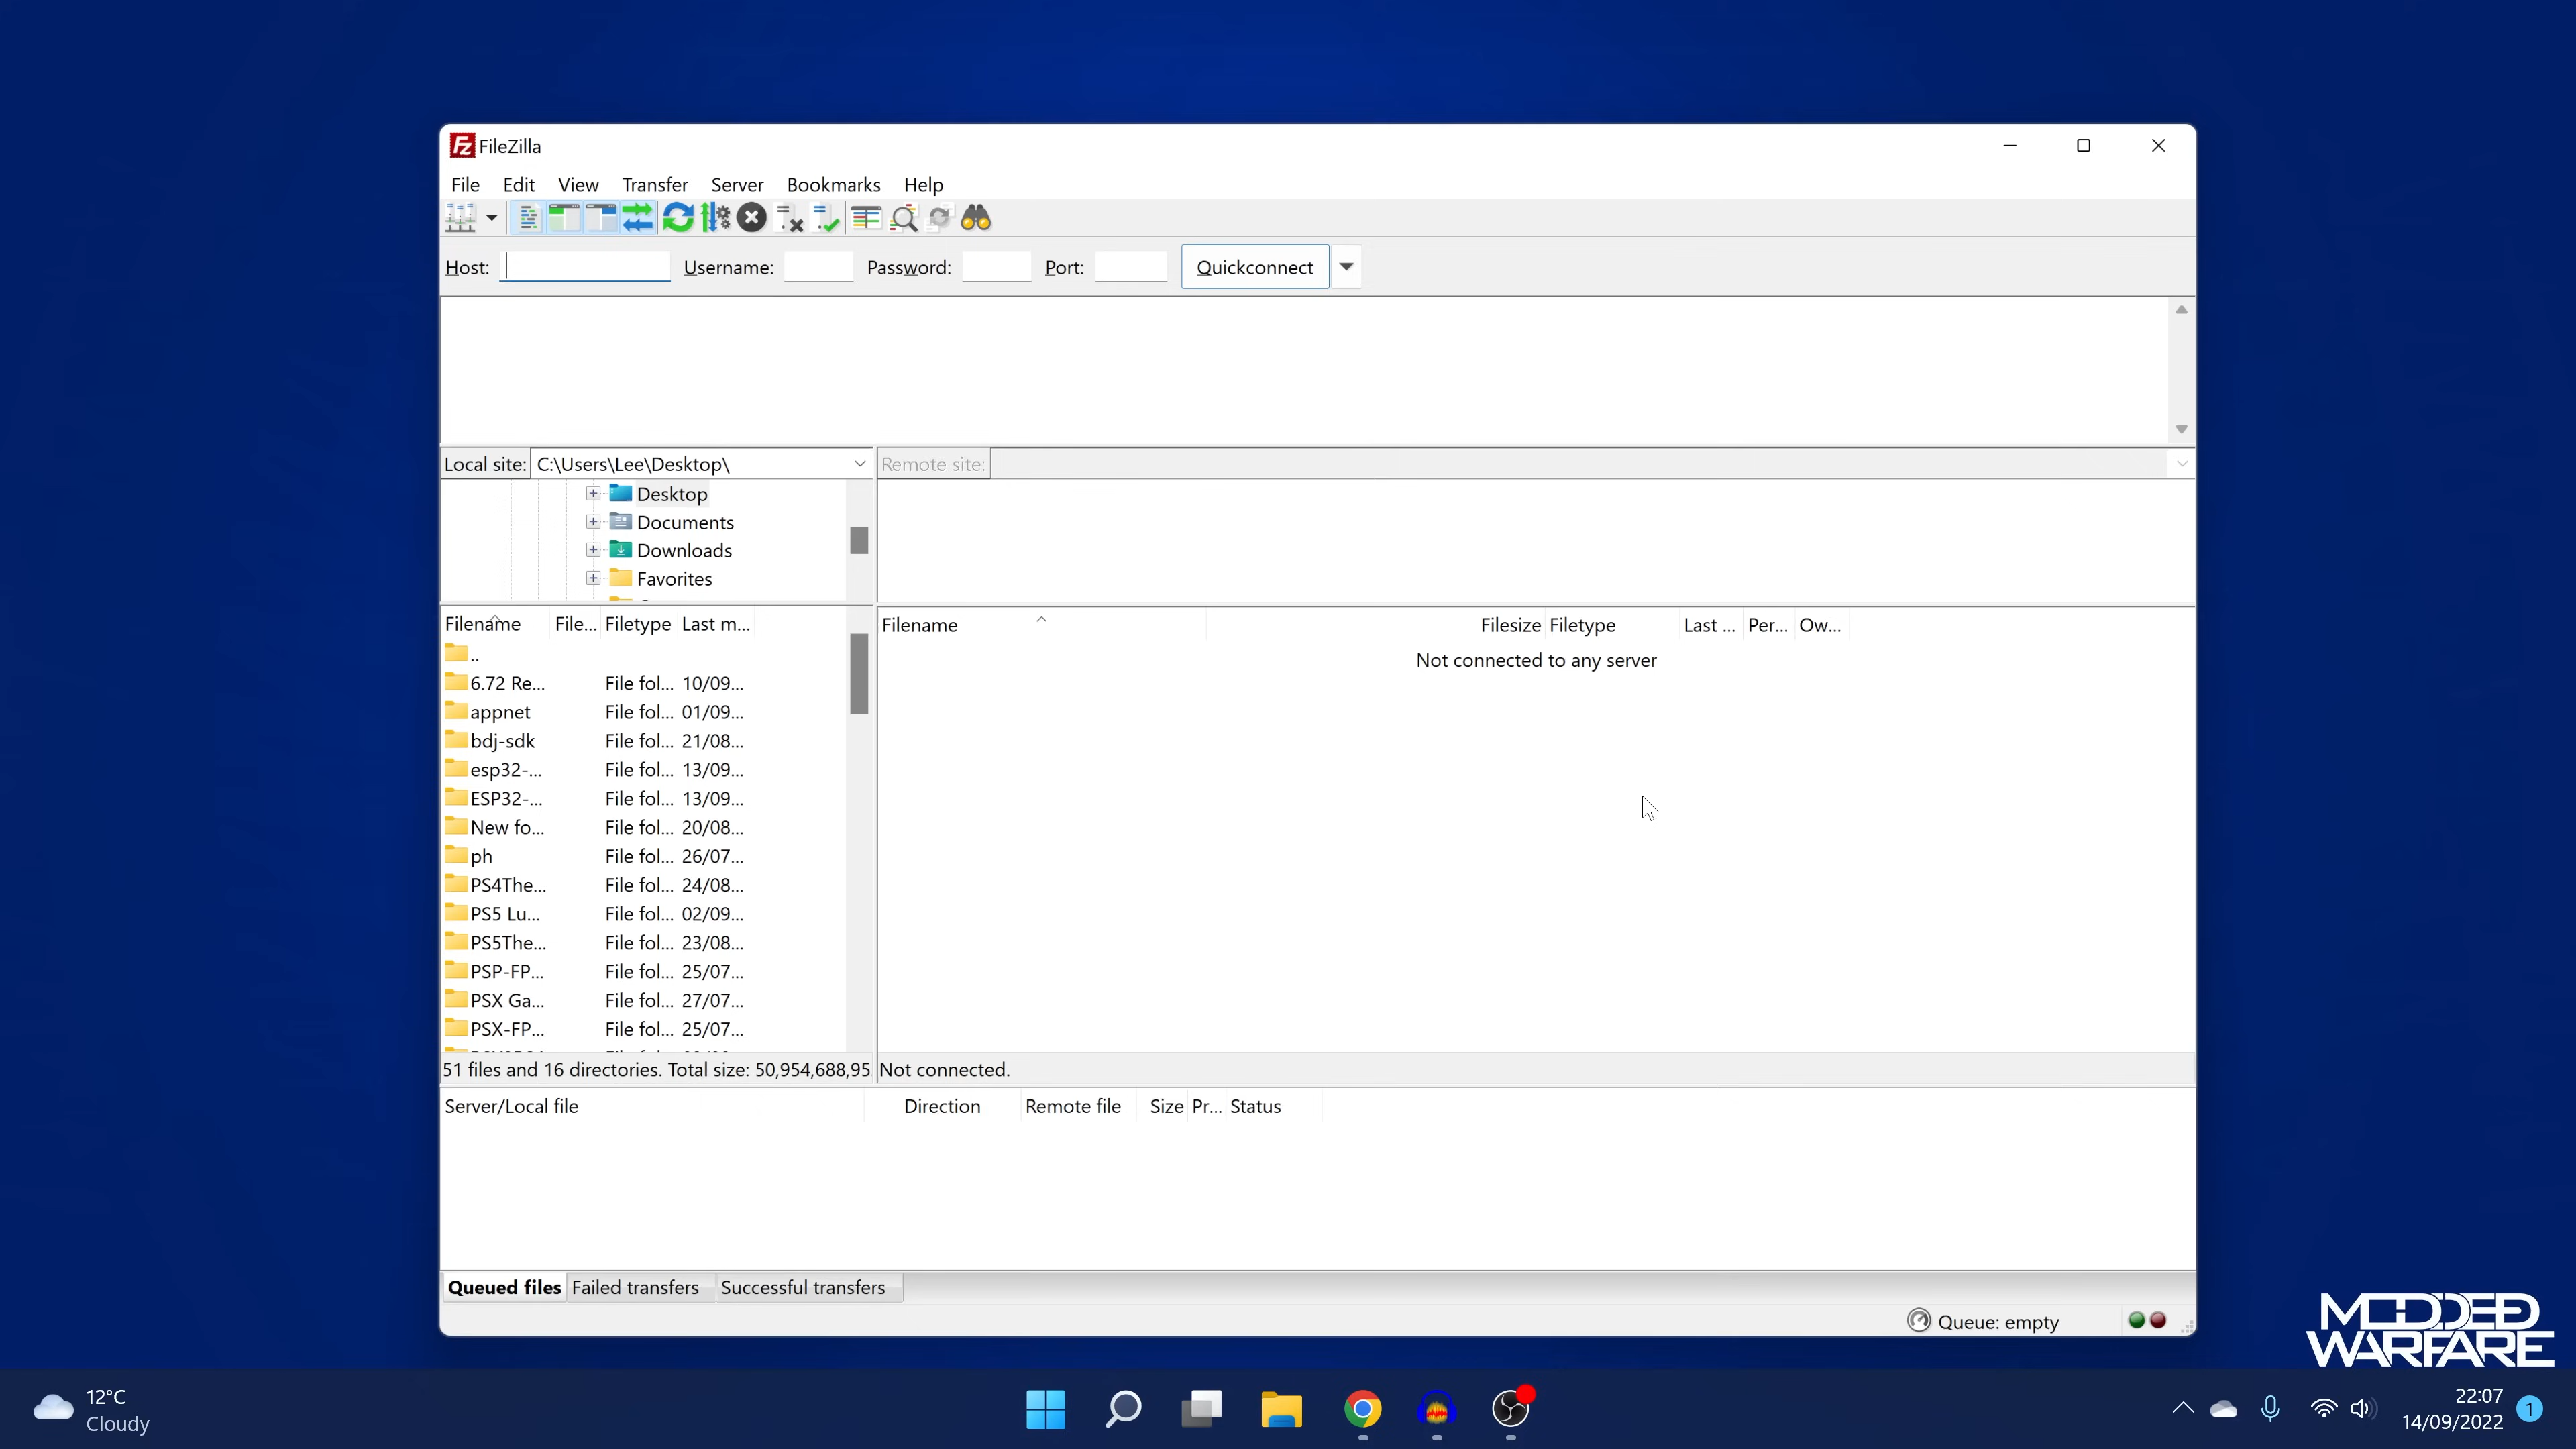 FileZilla
File Edit View Transfer Server Bookmarks Help
Host: Username: Password: Port: Quickconnect
Local site: C:\Users\Lee\Desktop\
Desktop
Documents
Downloads
Favorites
Remote site:
Filename File... Filetype Last m...
..
6.72 Re... File fol... 10/09...
appnet File fol... 01/09...
bdj-sdk File fol... 21/08...
esp32-... File fol... 13/09...
ESP32-... File fol... 13/09...
New fo... File fol... 20/08...
ph File fol... 26/07...
PS4The... File fol... 24/08...
PS5 Lu... File fol... 02/09...
PS5The... File fol... 23/08...
PSP-FP... File fol... 25/07...
PSX Ga... File fol... 27/07...
PSX-FP... File fol... 25/07...
51 files and 16 directories. Total size: 50,954,688,95
Filename Filesize Filetype Last ... Per... Ow...
Not connected to any server
Not connected.
Server/Local file Direction Remote file Size Pr... Status
Queued files Failed transfers Successful transfers
Queue: empty
MODDED
WARFARE
12°C
Cloudy
22:07
14/09/2022
1